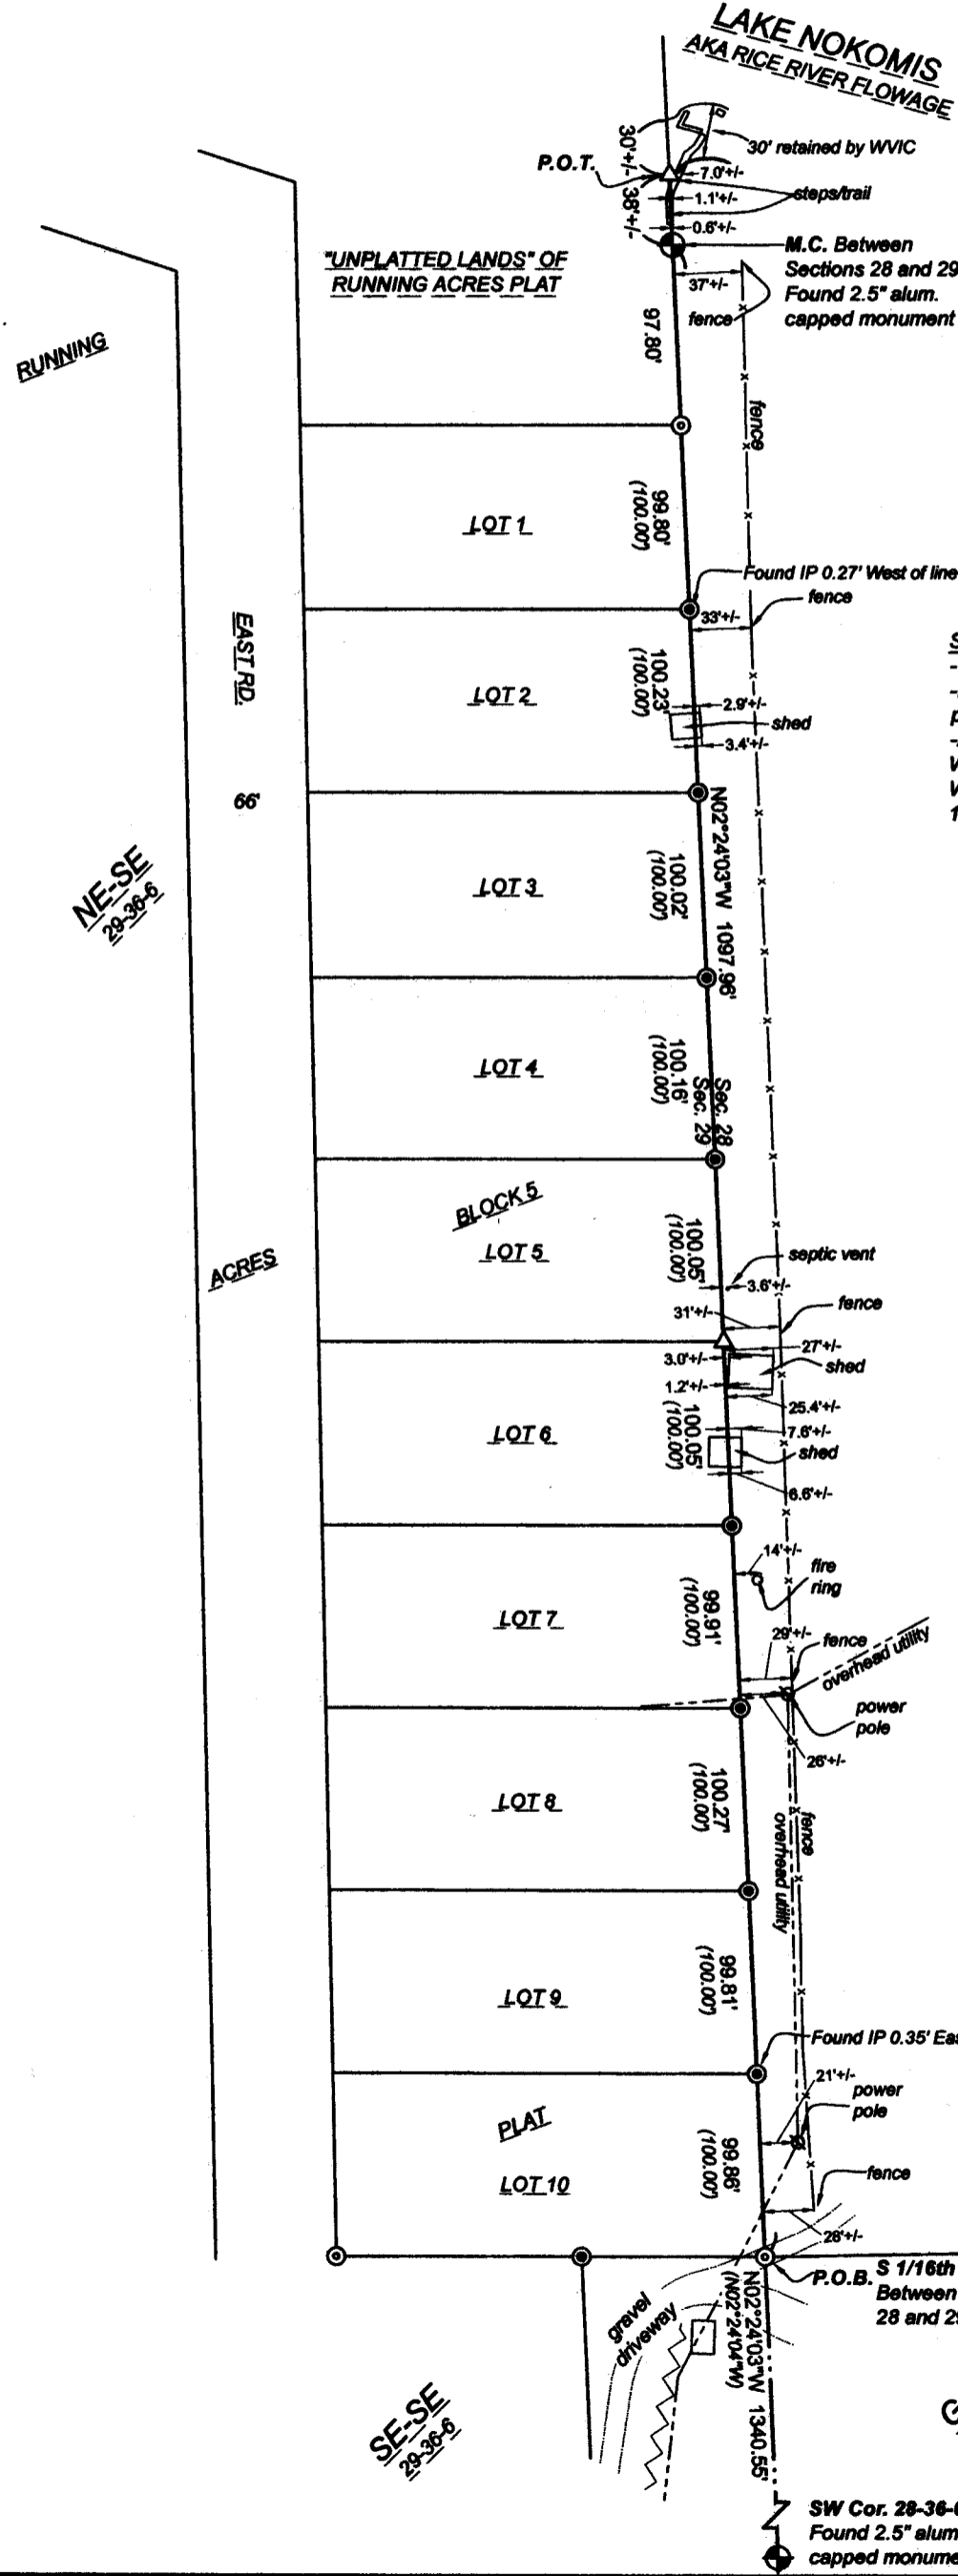 LAKE NOKOMIS
AKA RICE RIVER FLOWAGE
30' retained by WVIC
30'+/-
P.O.T.
7.0'+/-
38'+/-
1.1'+/-
steps/trail
0.6'+/-
M.C. Between
Sections 28 and 29
Found 2.5" alum.
capped monument
"UNPLATTED LANDS" OF
RUNNING ACRES PLAT
37'+/-
fence
97.80'
RUNNING
fence
LOT 1
99.80'
(100.00')
Found IP 0.27' West of line
fence
33'+/-
EAST RD.
66'
LOT 2
100.23'
(100.00')
2.9'+/-
shed
3.4'+/-
N02°24'03"W 1097.96'
NE-SE
29-36-6
LOT 3
100.02'
(100.00')
LOT 4
100.16'
(100.00')
Sec. 28
Sec. 29
BLOCK 5
LOT 5
100.05'
(100.00')
septic vent
3.6'+/-
ACRES
31'+/-
fence
27'+/-
3.0'+/-
shed
1.2'+/-
25.4'+/-
LOT 6
100.05'
(100.00')
7.6'+/-
shed
6.6'+/-
14'+/-
fire
ring
LOT 7
99.91'
(100.00')
29'+/-
fence
overhead utility
power
pole
26'+/-
LOT 8
100.27'
(100.00')
fence
overhead utility
LOT 9
99.81'
(100.00')
Found IP 0.35' Eas
21'+/-
power
pole
PLAT
LOT 10
99.86'
(100.00')
fence
28'+/-
P.O.B.
S 1/16th
Between
28 and 29
gravel
driveway
N02°24'03"W 1340.55'
(N02°24'04"W)
SE-SE
29-36-6
SW Cor. 28-36-6
Found 2.5" alum
capped monume